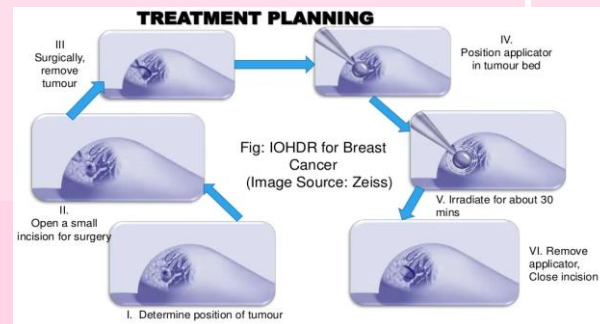 TREATMENT PLANNING
III
Surgically,
remove
tumour
IV.
Position applicator
in tumour bed
Fig: IOHDR for Breast
Cancer
(Image Source: Zeiss)
II.
Open a small
incision for surgery
V. Irradiate for about 30
mins
I. Determine position of tumour
VI. Remove
applicator,
Close incision